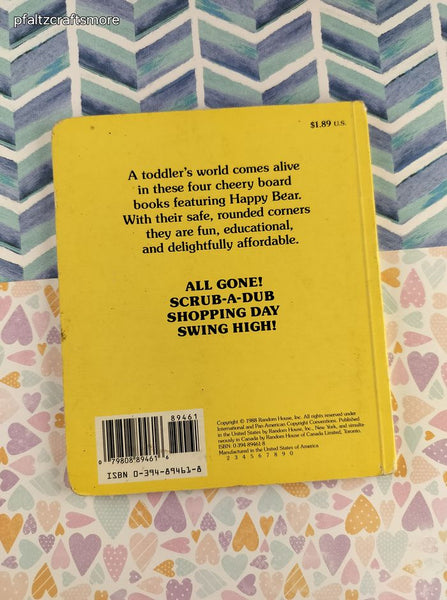 pfaltzcraftsmore
$1.89 U.S.
A toddler's world comes alive
in these four cheery board
books featuring Happy Bear.
With their safe, rounded corners
they are fun, educational,
and delightfully affordable.
ALL GONE!
SCRUB-A-DUB
SHOPPING DAY
SWING HIGH!
89461
0 79808 89461 6
ISBN 0-394-89461-8
Copyright © 1988 Random House, Inc. All rights reserved under
International and Pan-American Copyright Conventions. Published
in the United States by Random House, Inc., New York, and simulta-
neously in Canada by Random House of Canada Limited, Toronto.
ISBN: 0-394-89461-8
Manufactured in the United States of America
2 3 4 5 6 7 8 9 0